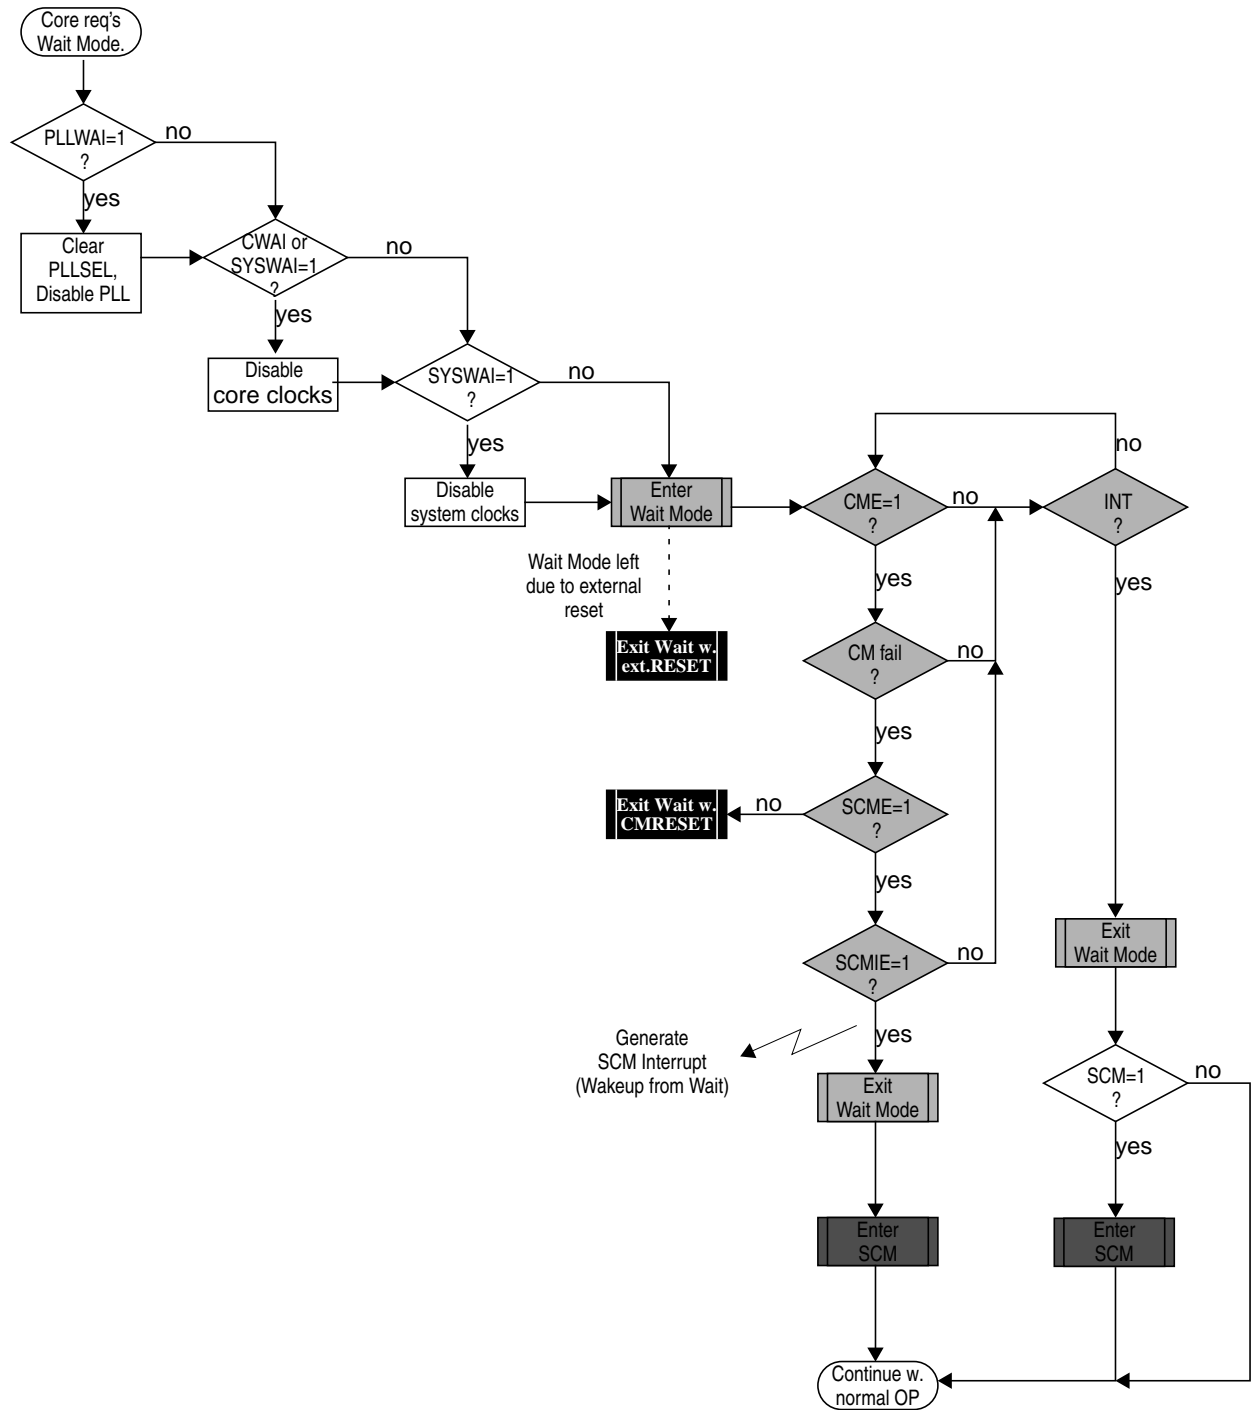 Core req's
Wait Mode.
PLLWAI=1
?
no
yes
Clear
PLLSEL,
Disable PLL
CWAI or
SYSWAI=1
?
no
yes
Disable
core clocks
SYSWAI=1
?
no
yes
Disable
system clocks
Enter
Wait Mode
Wait Mode left
due to external
reset
Exit Wait w.
ext.RESET
CME=1
?
no
yes
INT
?
no
yes
CM fail
?
no
yes
SCME=1
?
no
yes
Exit Wait w.
CMRESET
SCMIE=1
?
no
yes
Generate
SCM Interrupt
(Wakeup from Wait)
Exit
Wait Mode
Enter
SCM
Exit
Wait Mode
SCM=1
?
no
yes
Enter
SCM
Continue w.
normal OP